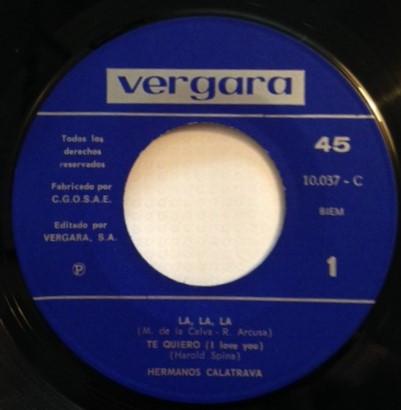 vergara
Todos los
derechos
reservados
Fabricado por
C.G.O.S.A.E.
Editado por
VERGARA, S.A.
P
45
10.037 - C
BIEM
1
LA, LA, LA
(M. de la Calva - R. Arcusa)
TE QUIERO (I love you)
(Harold Spina)
HERMANOS CALATRAVA